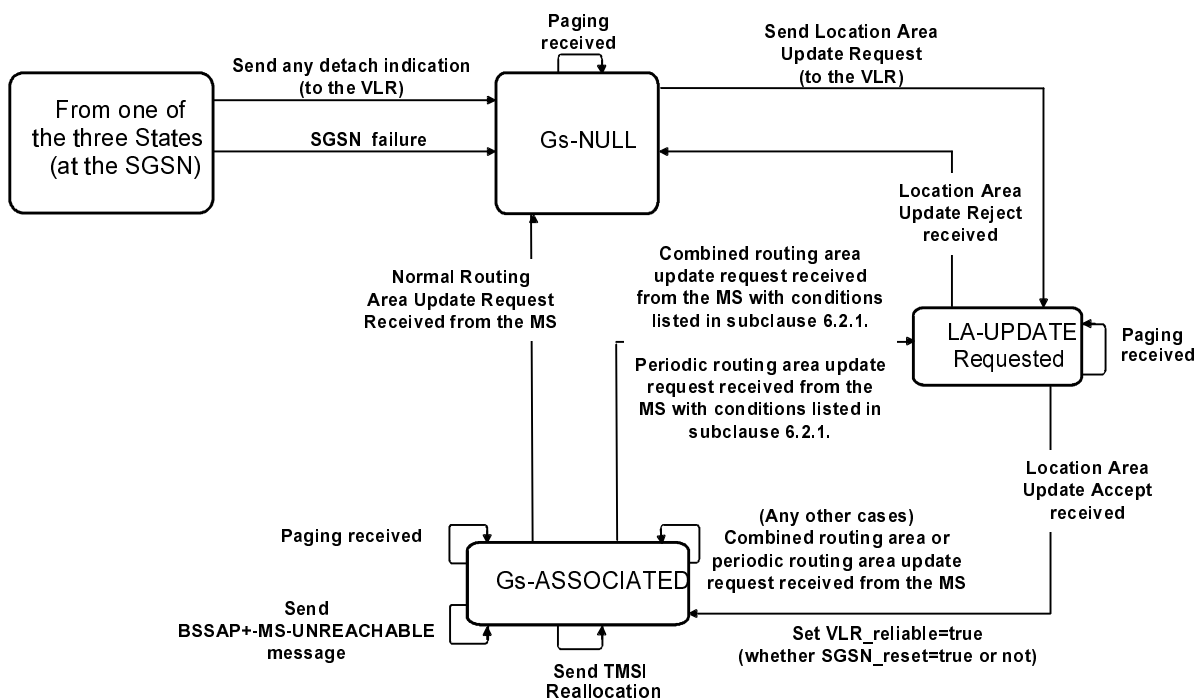 Paging
received
Send Location Area
Update Request
(to the VLR)
Send any detach indication
(to the VLR)
From one of
the three States
(at the SGSN)
SGSN failure
Gs-NULL
Location Area
Update Reject
received
Normal Routing
Area Update Request
Received from the MS
Combined routing area
update request received
from the MS with conditions
listed in subclause 6.2.1.
LA-UPDATE
Requested
Paging
received
Periodic routing area update
request received from the
MS with conditions listed in
subclause 6.2.1.
Location Area
Update Accept
received
Paging received
(Any other cases)
Combined routing area or
periodic routing area update
request received from the MS
Gs-ASSOCIATED
Send
BSSAP+-MS-UNREACHABLE
message
Set VLR_reliable=true
(whether SGSN_reset=true or not)
Send TMSI
Reallocation